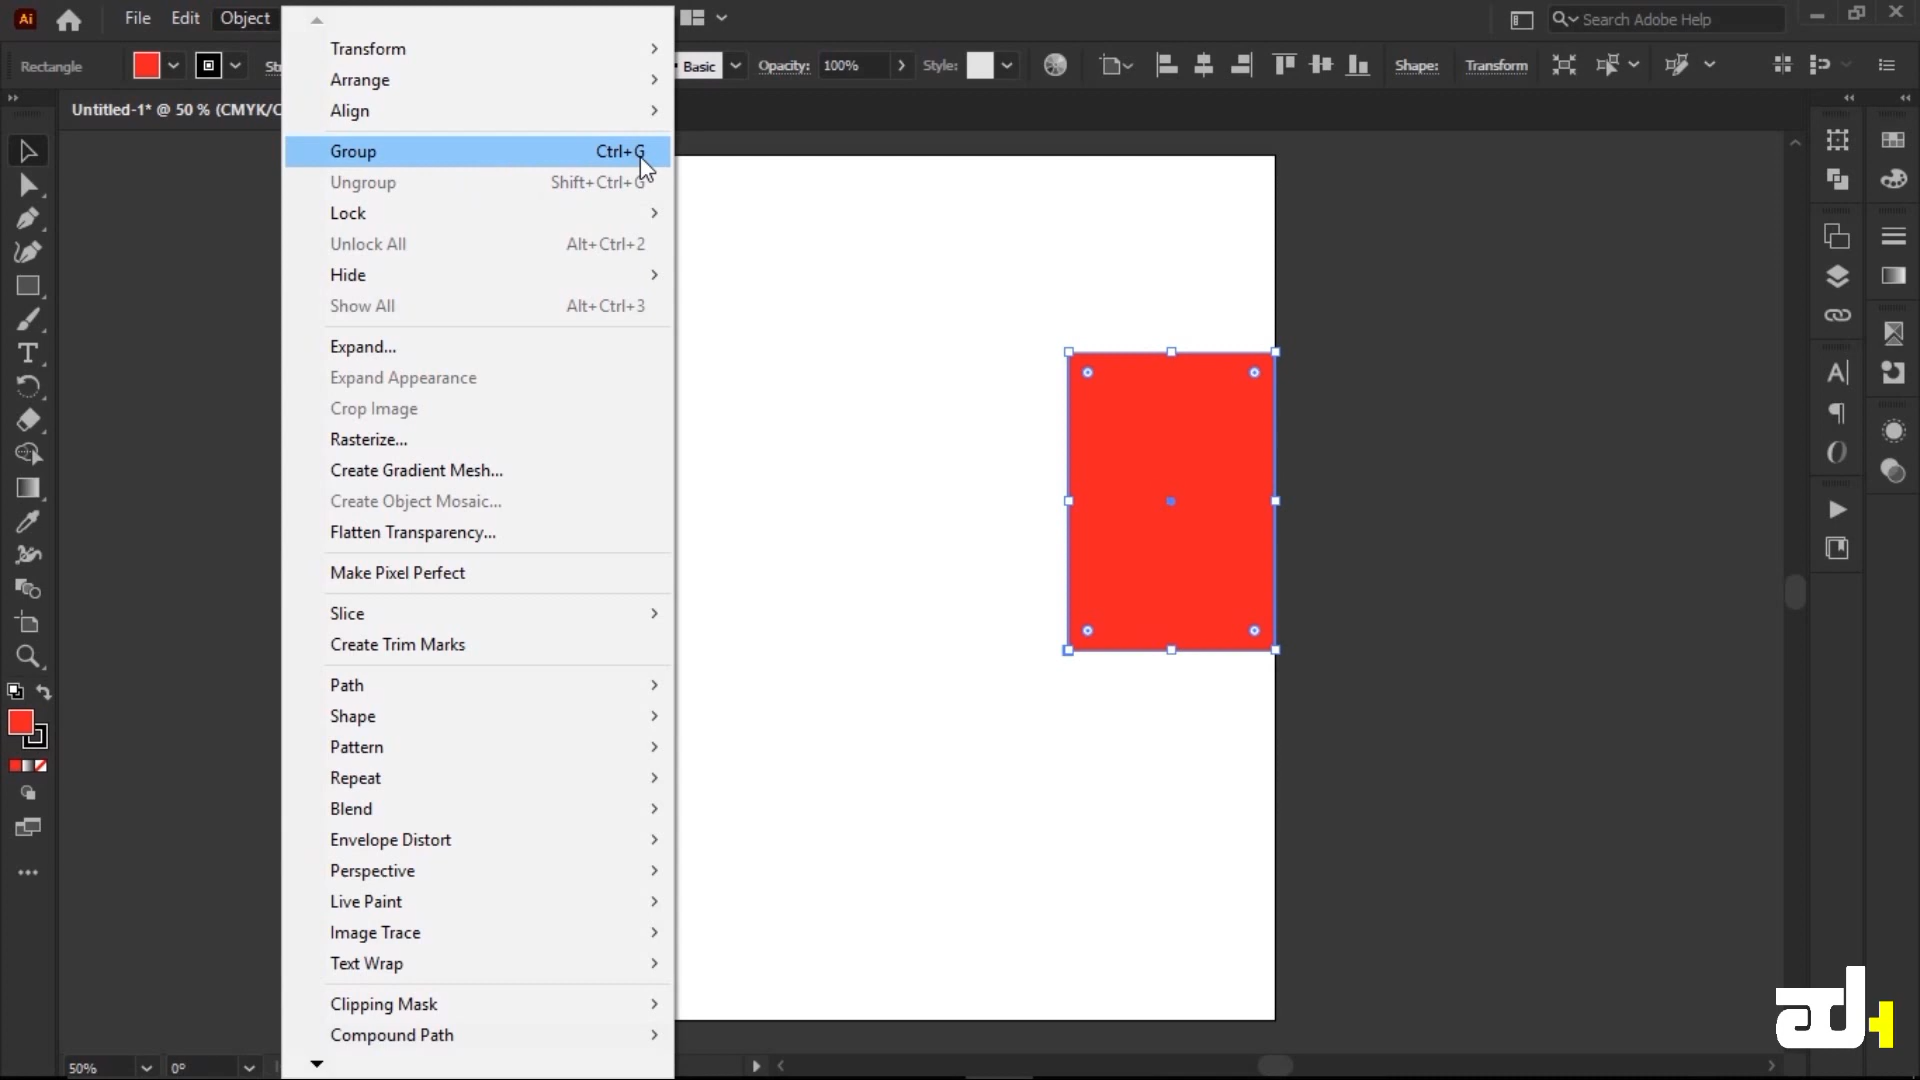 Ai File Edit Object Search Adobe Help
Rectangle Basic Opacity: 100% Style: Shape: Transform
Untitled-1* @ 50 % (CMYK/
Transform
Arrange
Align
Group Ctrl+G
Ungroup Shift+Ctrl+G
Lock
Unlock All Alt+Ctrl+2
Hide
Show All Alt+Ctrl+3
Expand...
Expand Appearance
Crop Image
Rasterize...
Create Gradient Mesh...
Create Object Mosaic...
Flatten Transparency...
Make Pixel Perfect
Slice
Create Trim Marks
Path
Shape
Pattern
Repeat
Blend
Envelope Distort
Perspective
Live Paint
Image Trace
Text Wrap
Clipping Mask
Compound Path
50% 0°